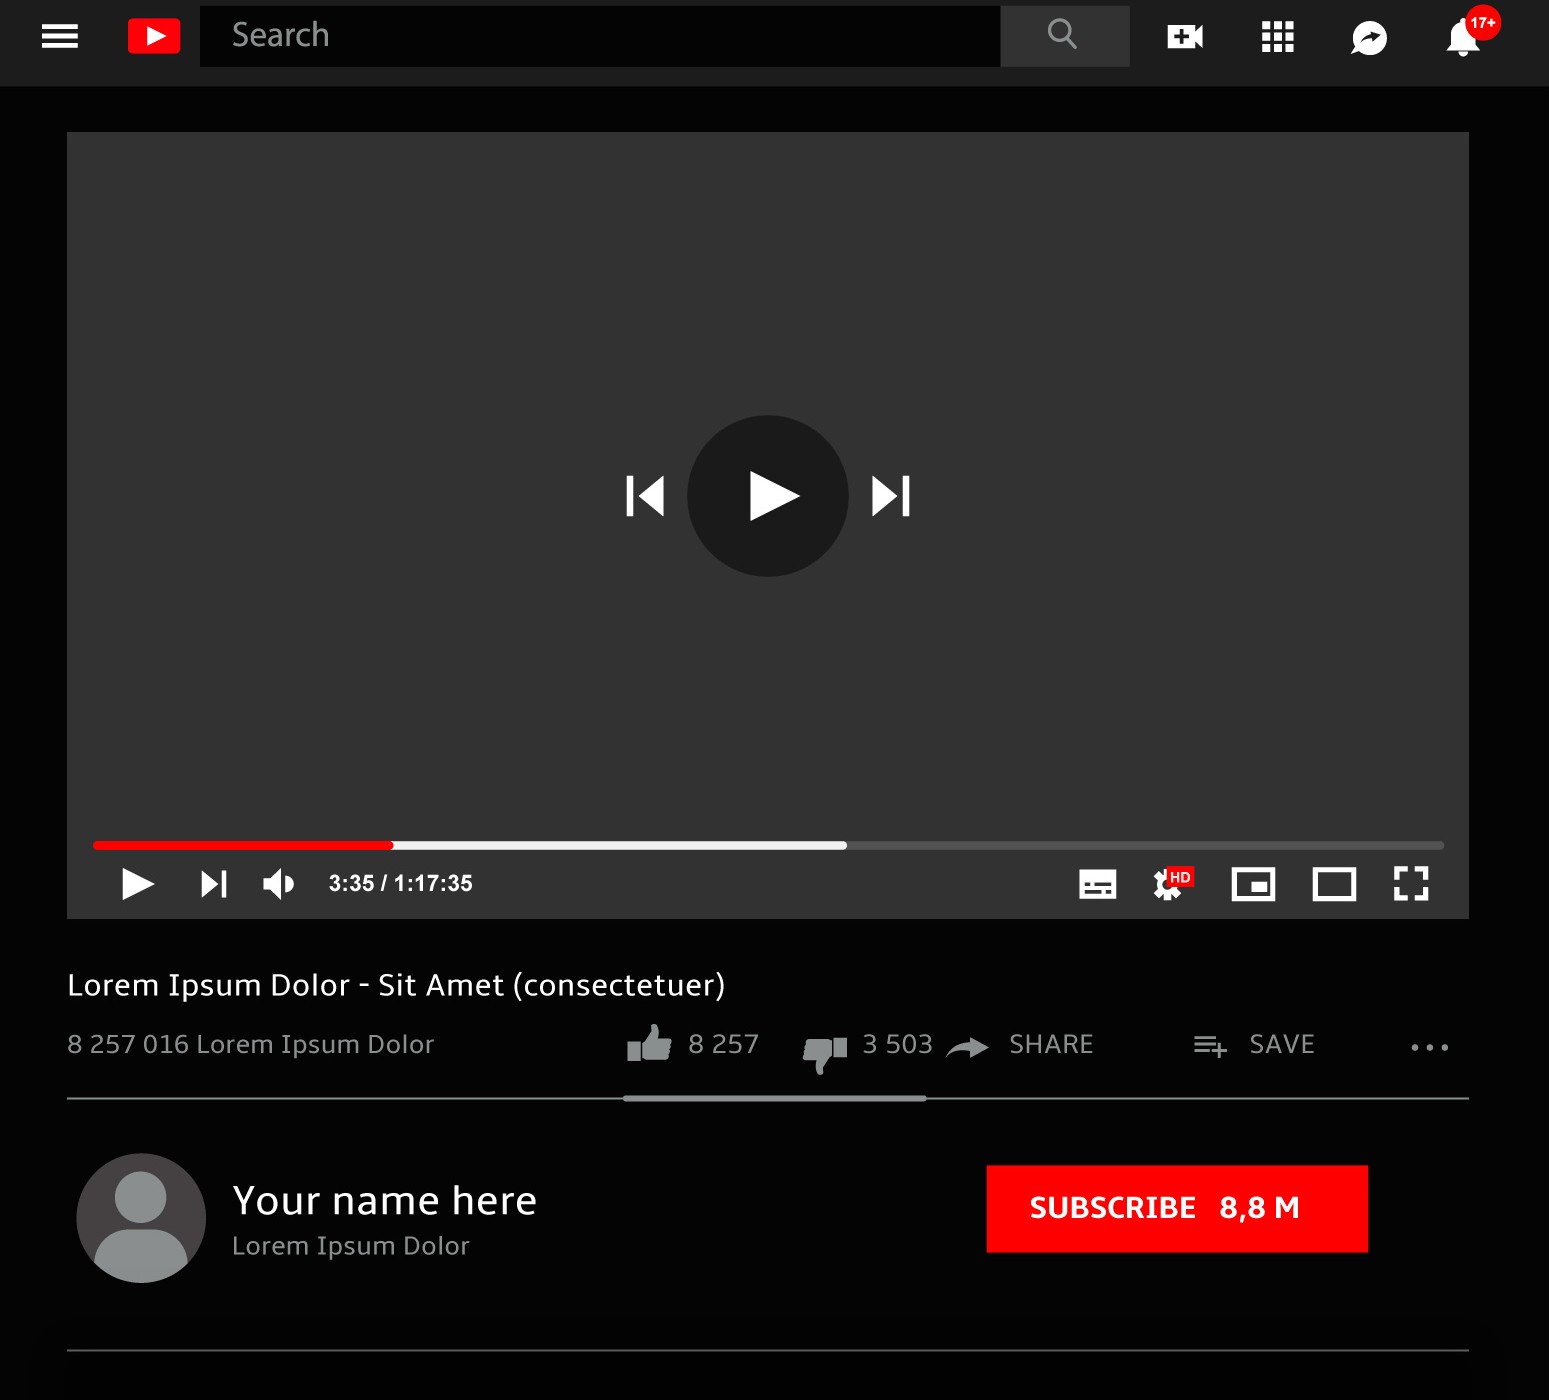 Search
17+
3:35 / 1:17:35
HD
Lorem Ipsum Dolor - Sit Amet (consectetuer)
8 257 016 Lorem Ipsum Dolor 8 257 3 503 SHARE SAVE
Your name here
Lorem Ipsum Dolor
SUBSCRIBE 8,8 M